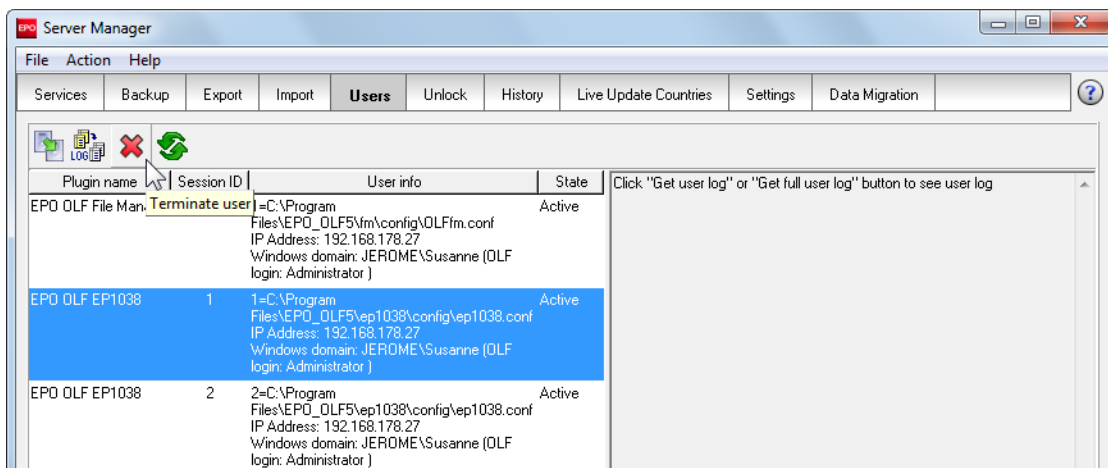 EPO Server Manager
File Action Help
Services Backup Export Import Users Unlock History Live Update Countries Settings Data Migration ?
LOG
Plugin name Session ID User info State
Terminate user
Click "Get user log" or "Get full user log" button to see user log
EPO OLF File Man 1=C:\Program Active
Files\EPO_OLF5\fm\config\OLFfm.conf
IP Address: 192.168.178.27
Windows domain: JEROME\Susanne (OLF
login: Administrator )
EPO OLF EP1038 1 1=C:\Program Active
Files\EPO_OLF5\ep1038\config\ep1038.conf
IP Address: 192.168.178.27
Windows domain: JEROME\Susanne (OLF
login: Administrator )
EPO OLF EP1038 2 2=C:\Program Active
Files\EPO_OLF5\ep1038\config\ep1038.conf
IP Address: 192.168.178.27
Windows domain: JEROME\Susanne (OLF
login: Administrator )